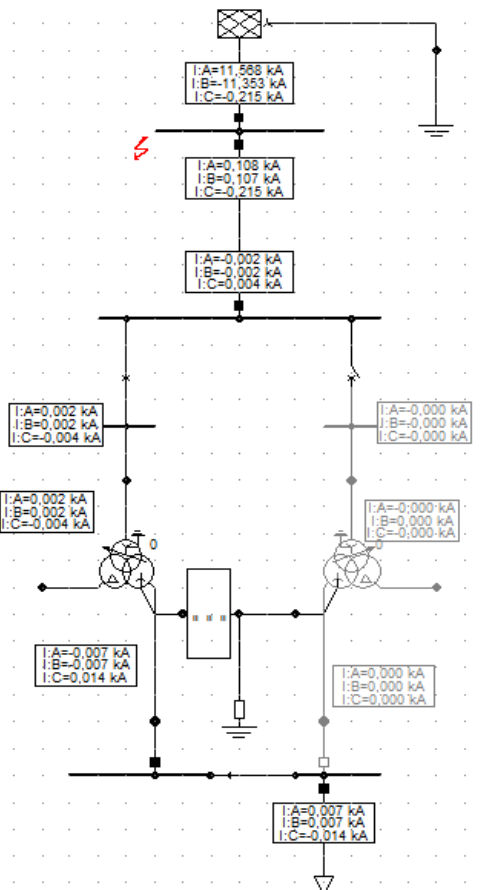 I:A=11,568 kA
I:B=-11,353 kA
I:C=-0,215 kA
I:A=0,108 kA
I:B=0,107 kA
I:C=-0,215 kA
I:A=-0,002 kA
I:B=-0,002 kA
I:C=0,004 kA
I:A=0,002 kA
I:B=0,002 kA
I:C=-0,004 kA
I:A=-0,000 kA
I:B=-0,000 kA
I:C=-0,000 kA
I:A=0,002 kA
I:B=0,002 kA
I:C=-0,004 kA
0
I:A=-0,000 kA
I:B=0,000 kA
I:C=-0,000 kA
0
I:A=-0,007 kA
I:B=-0,007 kA
I:C=0,014 kA
I:A=0,000 kA
I:B=0,000 kA
I:C=0,000 kA
I:A=0,007 kA
I:B=0,007 kA
I:C=-0,014 kA